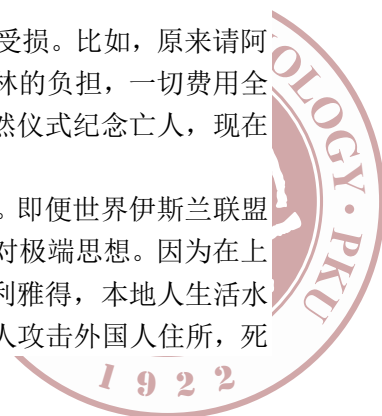 受损。比如，原来请阿
林的负担，一切费用全
然仪式纪念亡人，现在
。即便世界伊斯兰联盟
对极端思想。因为在上
利雅得，本地人生活水
人攻击外国人住所，死
OLOGY · PKU
1922